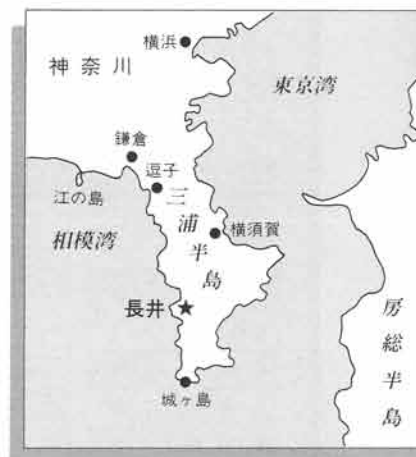 横浜
神奈川
東京湾
鎌倉
逗子
江の島
三浦半島
横須賀
相模湾
長井
房総半島
城ヶ島